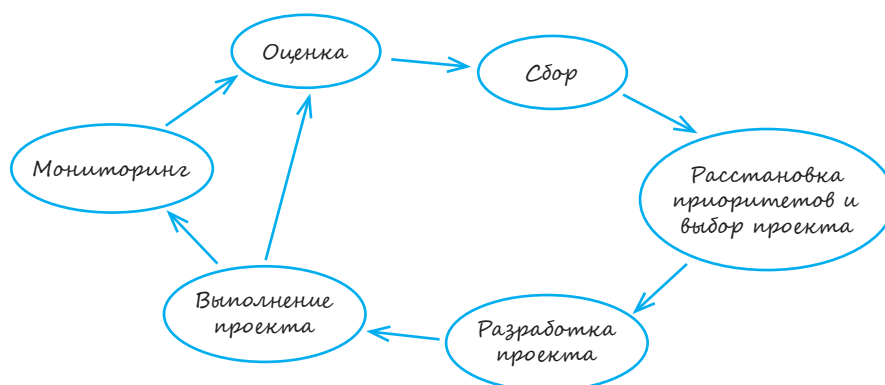 Оценка
Сбор
Мониторинг
Расстановка
приоритетов и
выбор проекта
Выполнение
проекта
Разработка
проекта